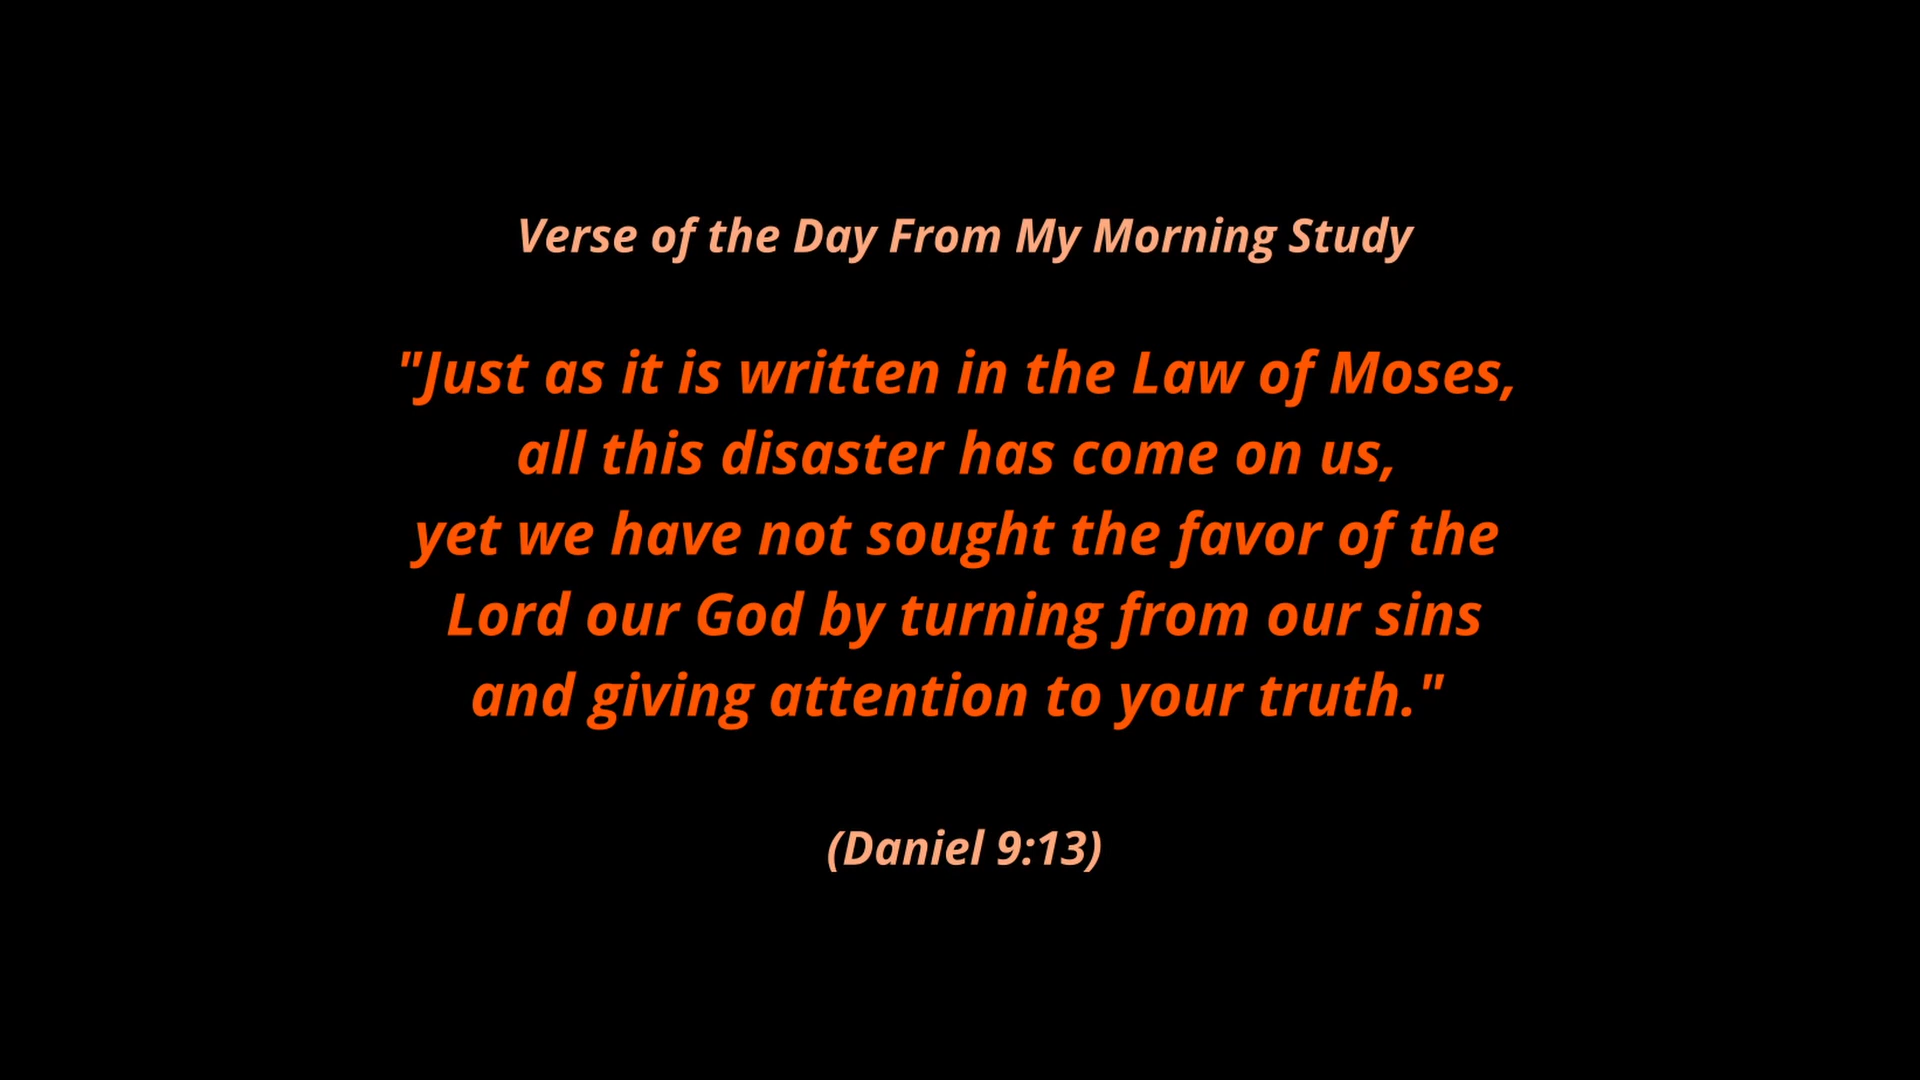 Verse of the Day From My Morning Study
"Just as it is written in the Law of Moses,
all this disaster has come on us,
yet we have not sought the favor of the
Lord our God by turning from our sins
and giving attention to your truth."
(Daniel 9:13)